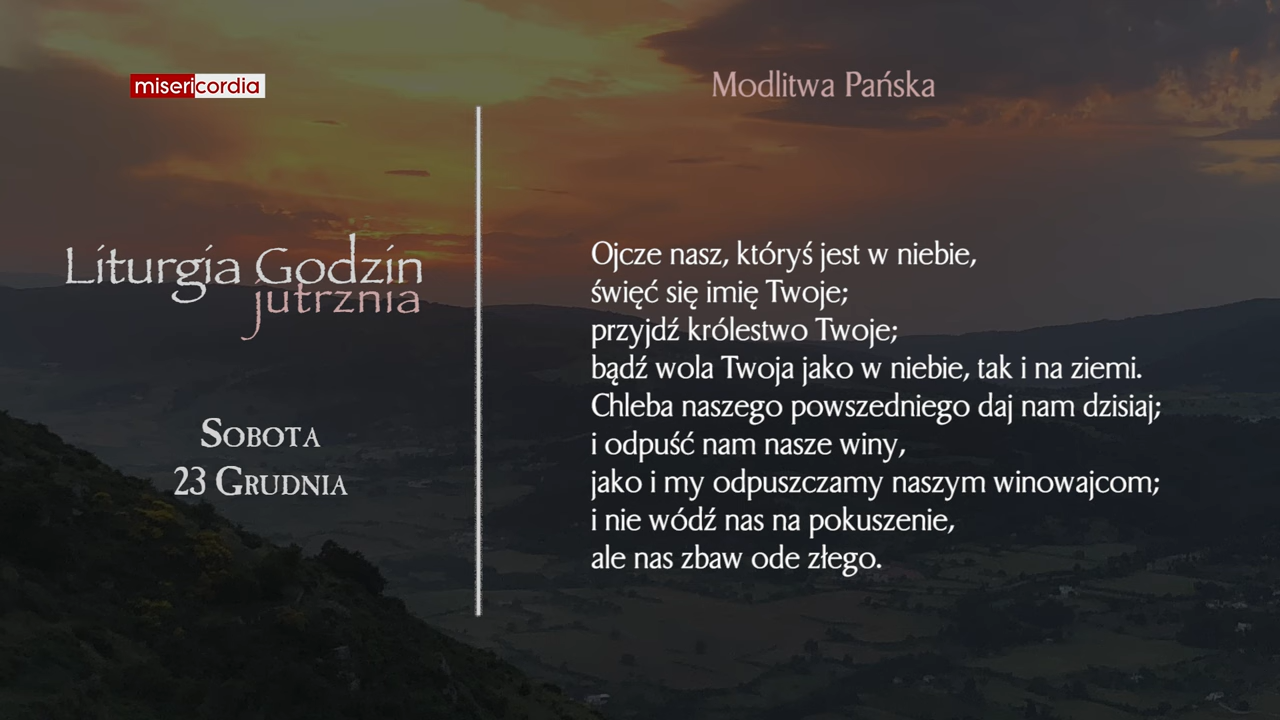 misericordia
Liturgia Godzin
jutrznia
Sobota
23 Grudnia
Modlitwa Pańska
Ojcze nasz, któryś jest w niebie,
święć się imię Twoje;
przyjdź królestwo Twoje;
bądź wola Twoja jako w niebie, tak i na ziemi.
Chleba naszego powszedniego daj nam dzisiaj;
i odpuść nam nasze winy,
jako i my odpuszczamy naszym winowajcom;
i nie wódź nas na pokuszenie,
ale nas zbaw ode złego.